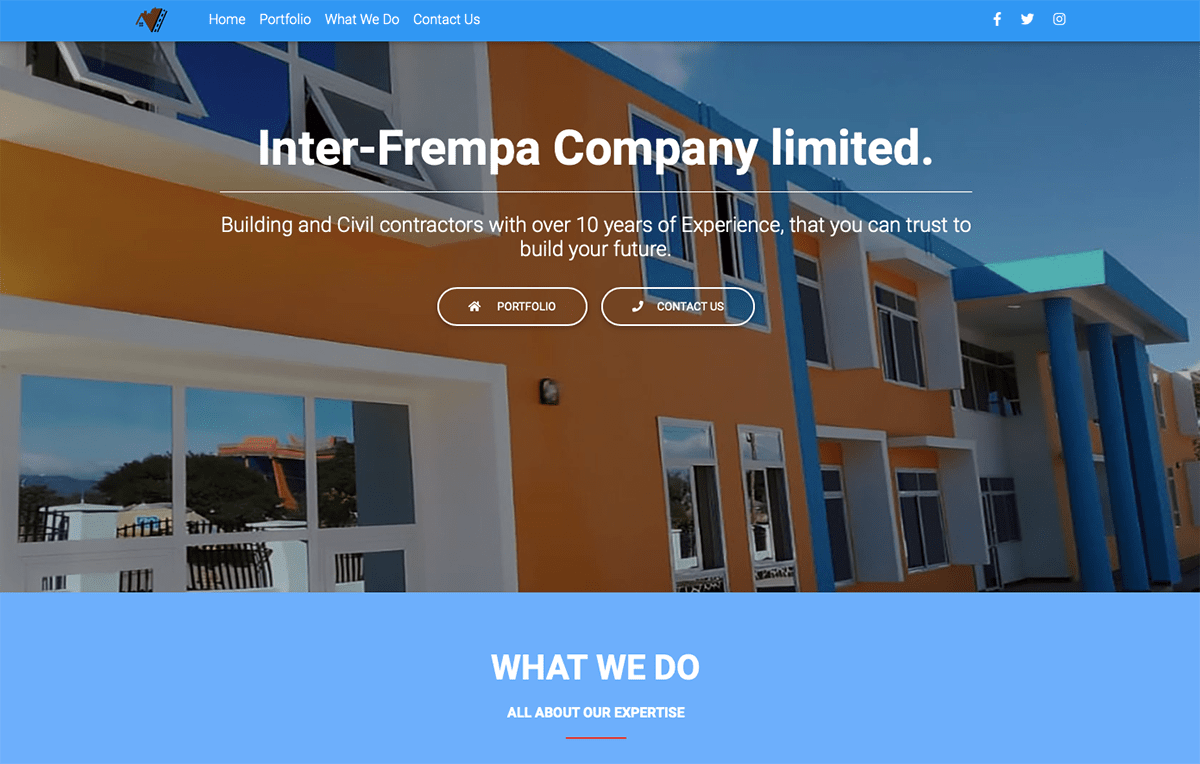 Home Portfolio What We Do Contact Us
Inter-Frempa Company limited.
Building and Civil contractors with over 10 years of Experience, that you can trust to
build your future.
PORTFOLIO CONTACT US
WHAT WE DO
ALL ABOUT OUR EXPERTISE